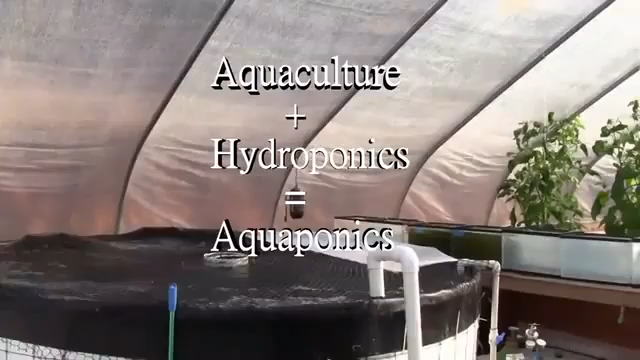 Aquaculture
+
Hydroponics
=
Aquaponics